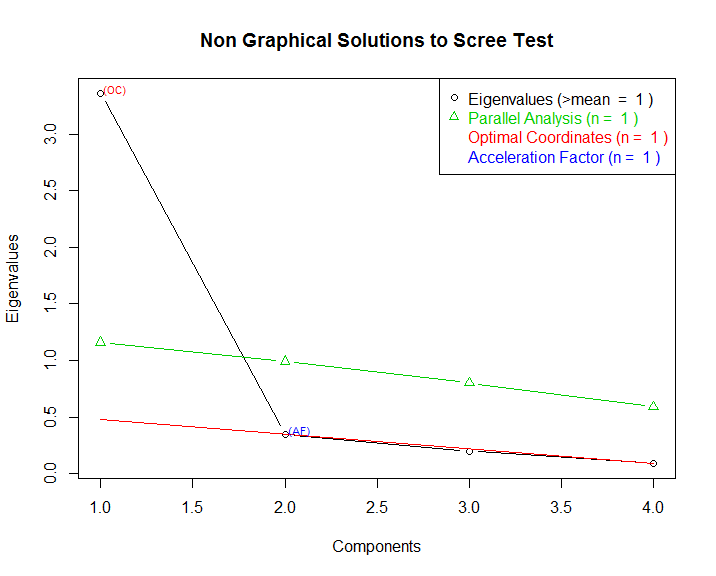 Non Graphical Solutions to Scree Test
(OC)
Eigenvalues (>mean = 1 )
Parallel Analysis (n = 1 )
Optimal Coordinates (n = 1 )
Acceleration Factor (n = 1 )
3.0
2.5
2.0
1.5
1.0
0.5
0.0
Eigenvalues
(AF)
1.0 1.5 2.0 2.5 3.0 3.5 4.0
Components